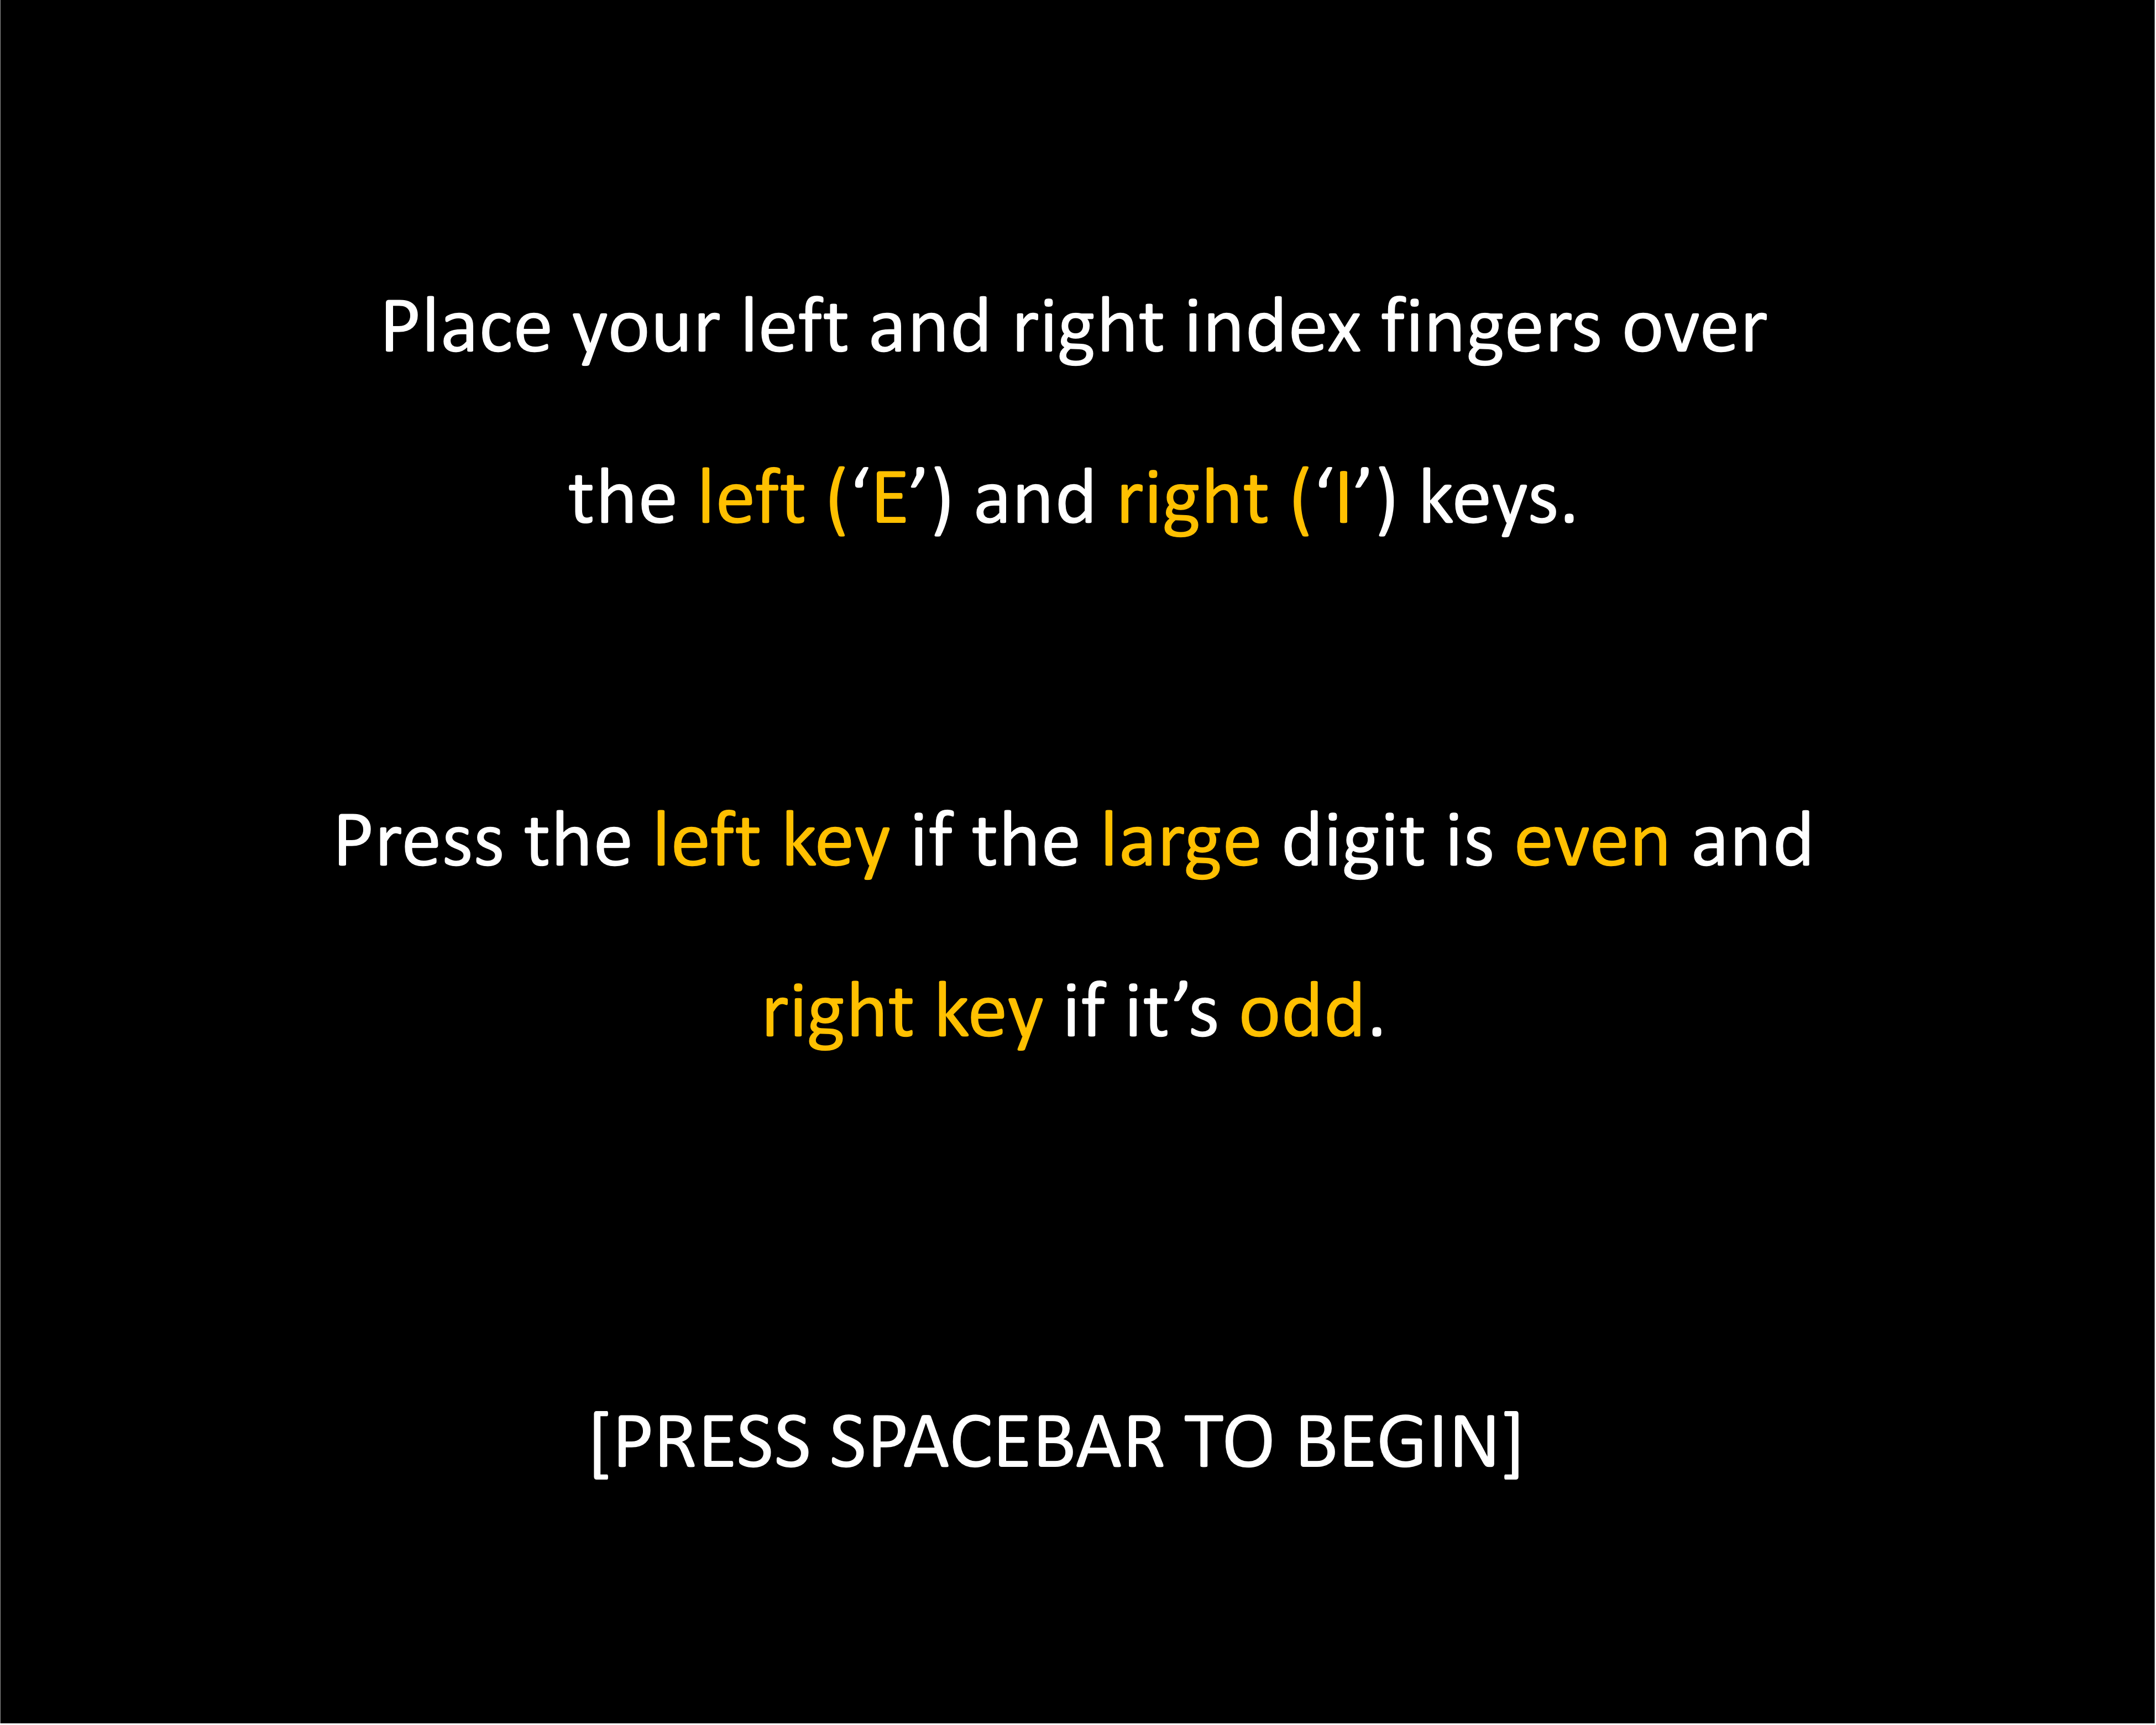 Place your left and right index fingers over
the left (‘E’) and right (‘I’) keys.
Press the left key if the large digit is even and
right key if it’s odd.
[PRESS SPACEBAR TO BEGIN]